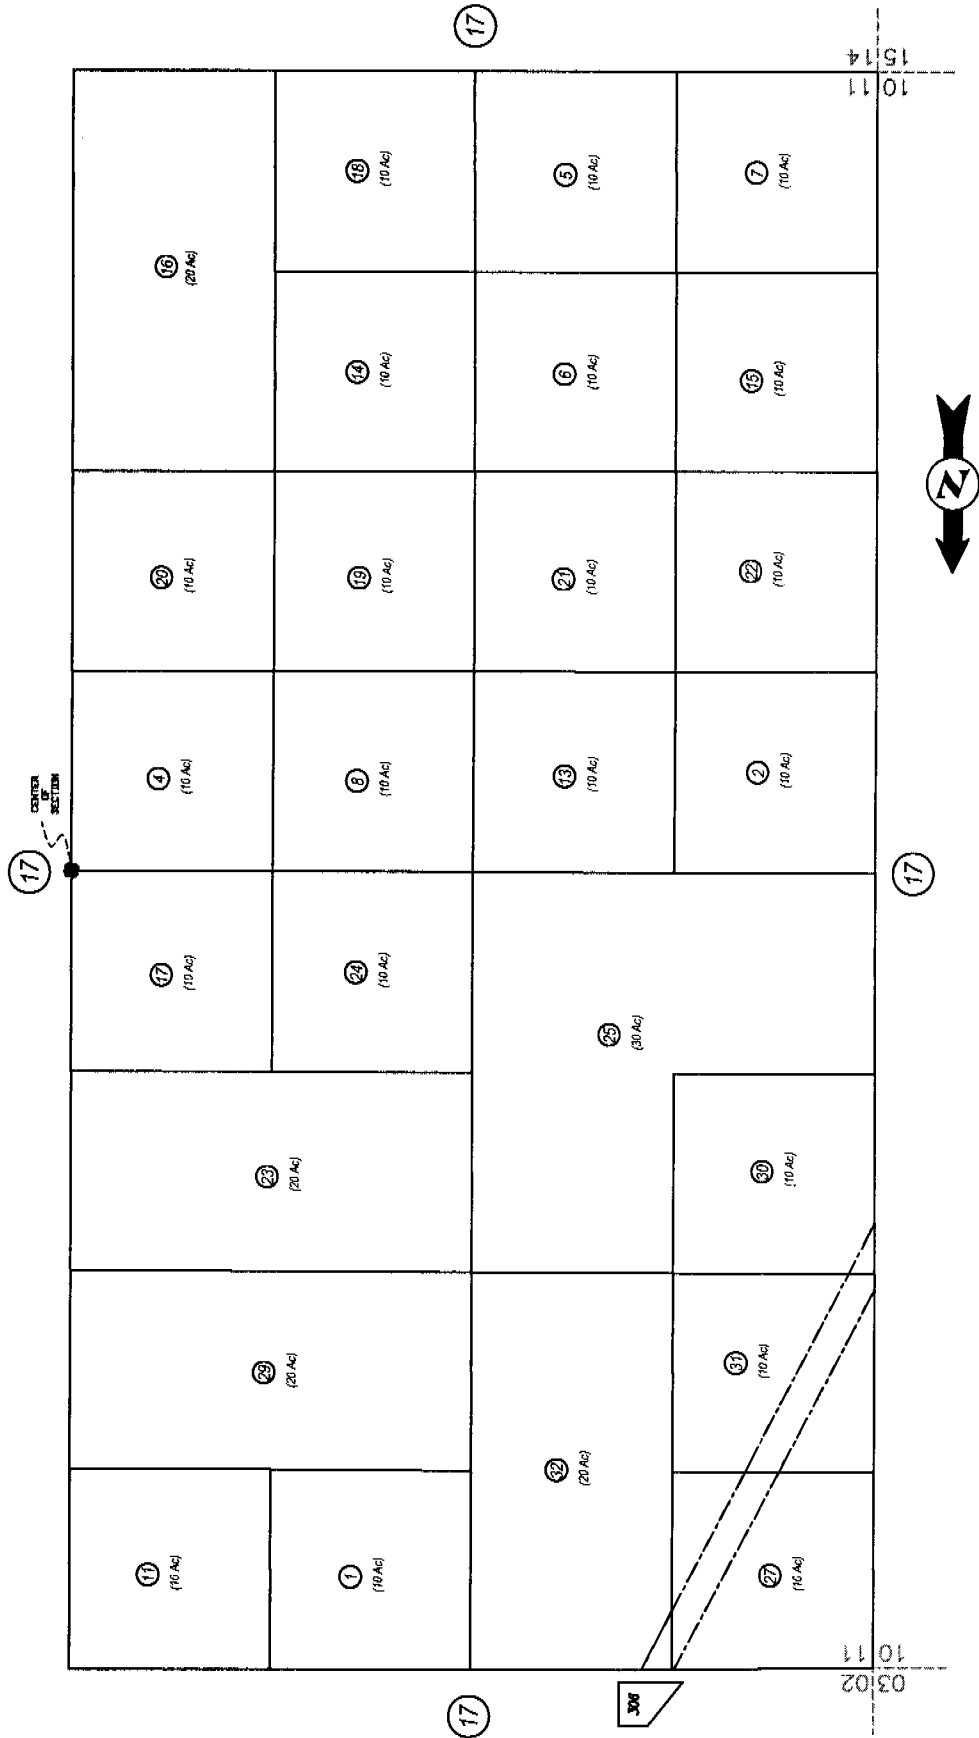 17
15 14
10 11
16
(20 Ac)
18
(10 Ac)
5
(10 Ac)
7
(10 Ac)
14
(10 Ac)
6
(10 Ac)
15
(10 Ac)
20
(10 Ac)
19
(10 Ac)
21
(10 Ac)
22
(10 Ac)
N
CENTER
OF
SECTION
17
4
(10 Ac)
8
(10 Ac)
13
(10 Ac)
2
(10 Ac)
17
17
(10 Ac)
24
(10 Ac)
25
(30 Ac)
23
(20 Ac)
30
(10 Ac)
29
(20 Ac)
31
(10 Ac)
32
(20 Ac)
11
(10 Ac)
1
(10 Ac)
27
(10 Ac)
10 11
03 02
306
17